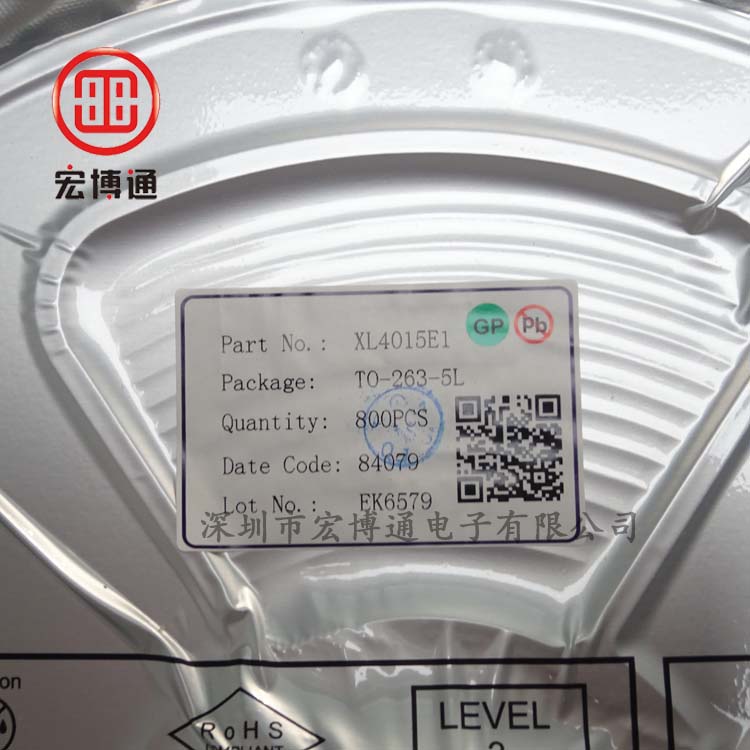 宏博通
GP
Pb
Part No.: XL4015E1
Package: TO-263-5L
Quantity: 800PCS
Date Code: 84079
Lot No.: EK6579
深圳市宏博通电子有限公司
RoHS
COMPLIANT
LEVEL